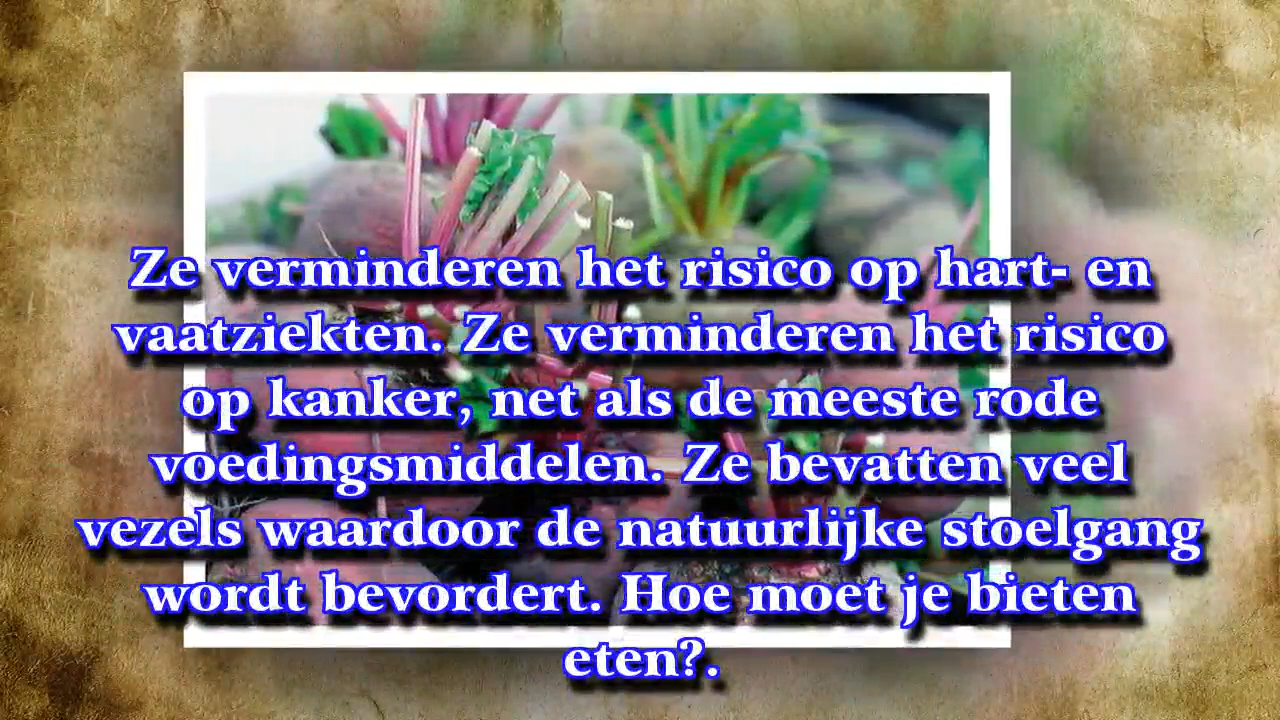 Ze verminderen het risico op hart- en
vaatziekten. Ze verminderen het risico
op kanker, net als de meeste rode
voedingsmiddelen. Ze bevatten veel
vezels waardoor de natuurlijke stoelgang
wordt bevordert. Hoe moet je bieten
eten?.